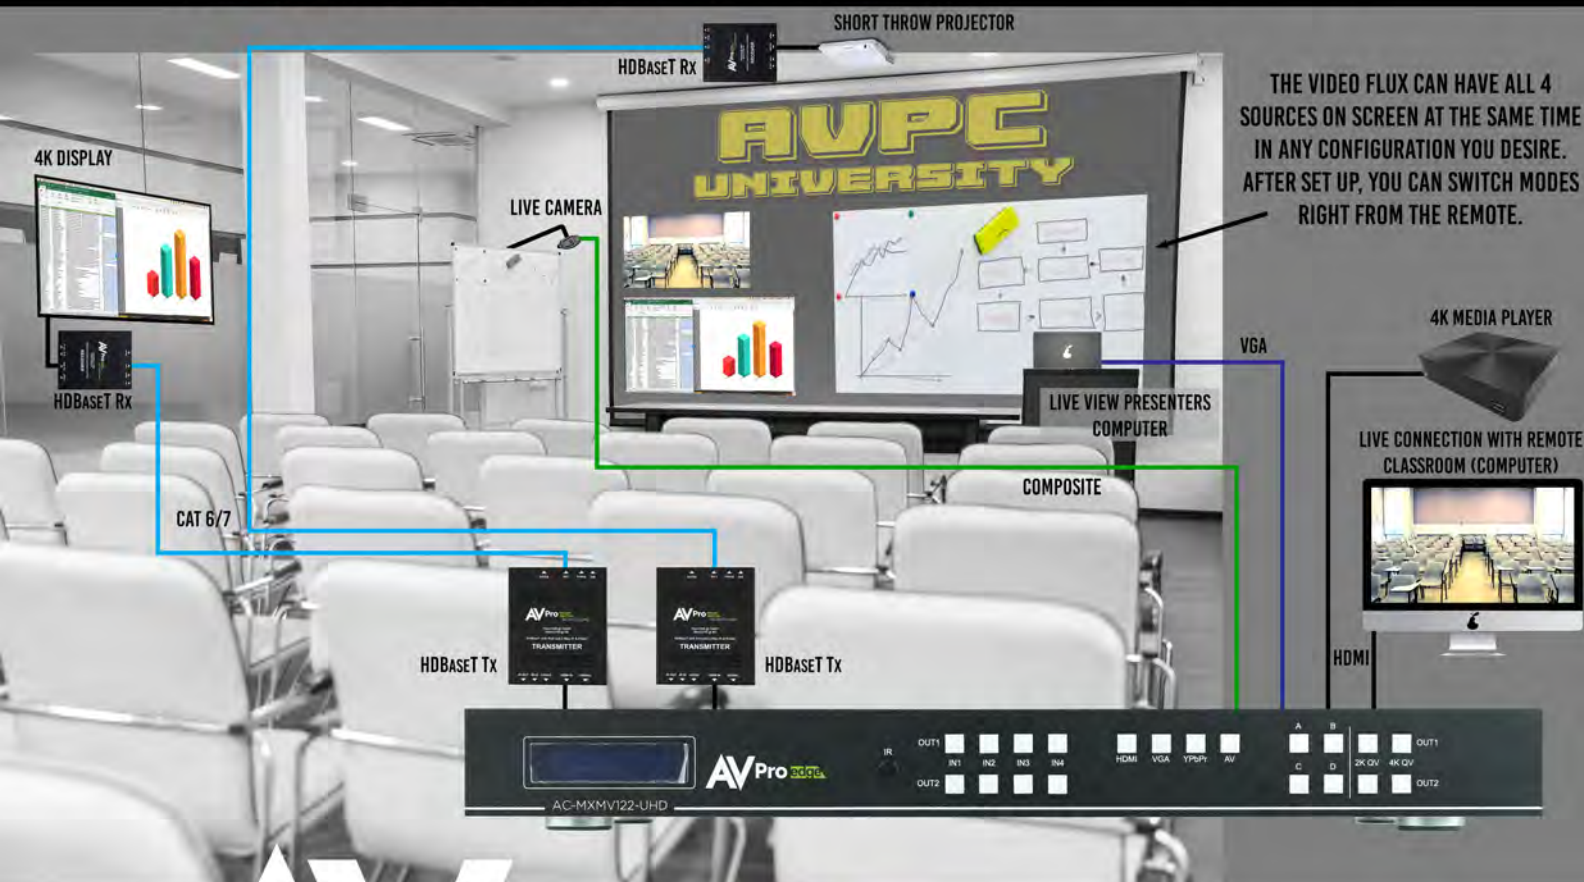 SHORT THROW PROJECTOR
HDBaseT Rx
THE VIDEO FLUX CAN HAVE ALL 4
SOURCES ON SCREEN AT THE SAME TIME
IN ANY CONFIGURATION YOU DESIRE.
AFTER SET UP, YOU CAN SWITCH MODES
RIGHT FROM THE REMOTE.
AVPC
UNIVERSITY
4K DISPLAY
LIVE CAMERA
HDBaseT Rx
VGA
4K MEDIA PLAYER
LIVE VIEW PRESENTERS
COMPUTER
LIVE CONNECTION WITH REMOTE
CLASSROOM (COMPUTER)
COMPOSITE
CAT 6/7
AVPro
TRANSMITTER
AVPro
TRANSMITTER
HDBaseT Tx
HDBaseT Tx
HDMI
AVPro edge
AC-MXMV122-UHD
IR
OUT1
IN1 IN2 IN3 IN4
OUT2
HDMI VGA YPbPr AV
A B
C D
2K QV 4K QV
OUT1
OUT2